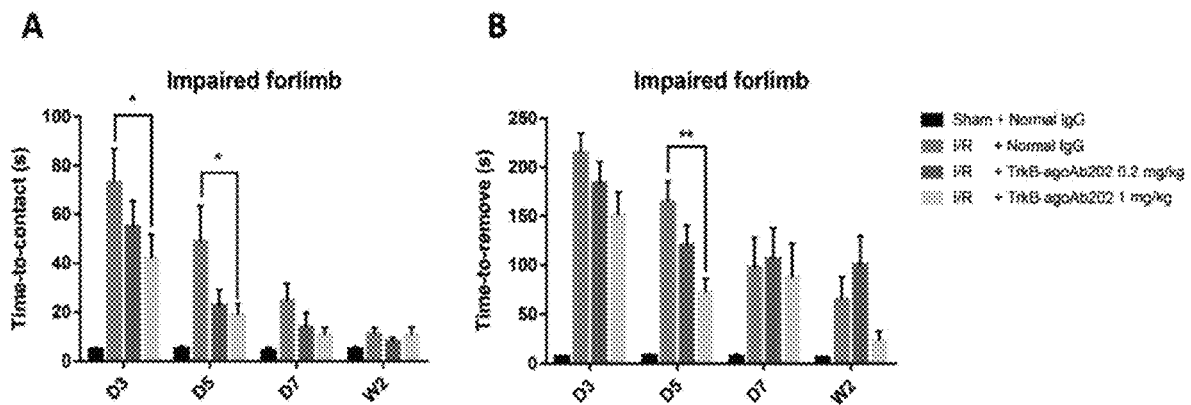 A
Impaired forlimb
Time-to-contact (s)
100
80
60
40
20
0
*
*
D3
D5
D7
W2
B
Impaired forlimb
Time-to-remove (s)
250
200
150
100
50
0
**
D3
D5
D7
W2
Sham + Normal IgG
I/R + Normal IgG
I/R + TrkB-agoAb202 0.2 mg/kg
I/R + TrkB-agoAb202 1 mg/kg